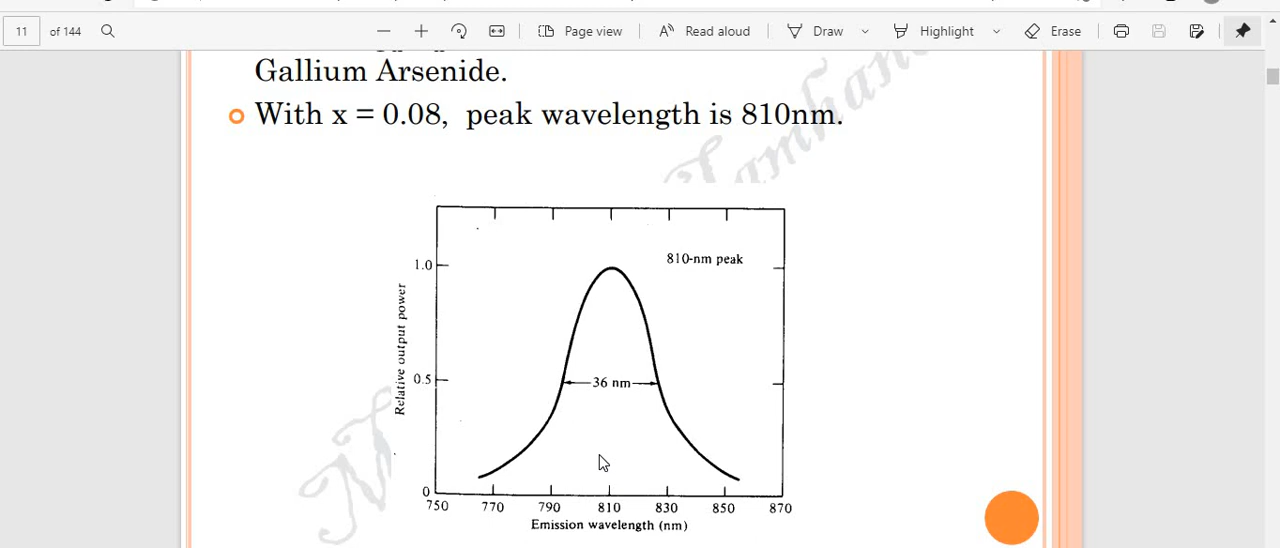 11 of 144 Page view Read aloud Draw Highlight Erase
Gallium Arsenide.
With x = 0.08, peak wavelength is 810nm.
810-nm peak
1.0
Relative output power
0.5
36 nm
0
750 770 790 810 830 850 870
Emission wavelength (nm)